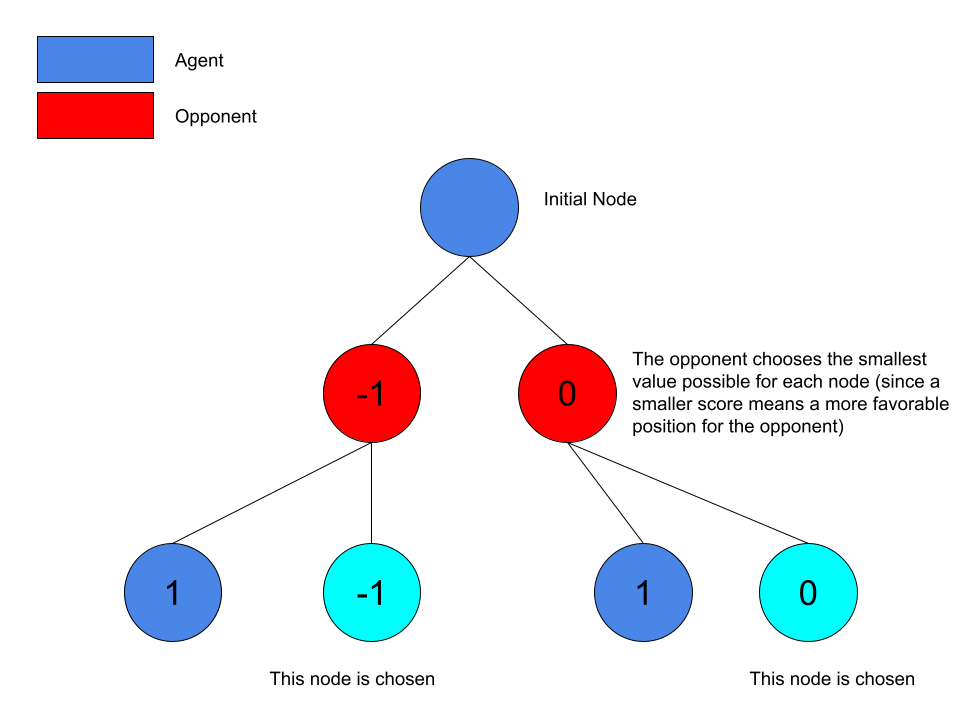 Agent
Opponent
Initial Node
-1
0
The opponent chooses the smallest
value possible for each node (since a
smaller score means a more favorable
position for the opponent)
1
-1
1
0
This node is chosen
This node is chosen